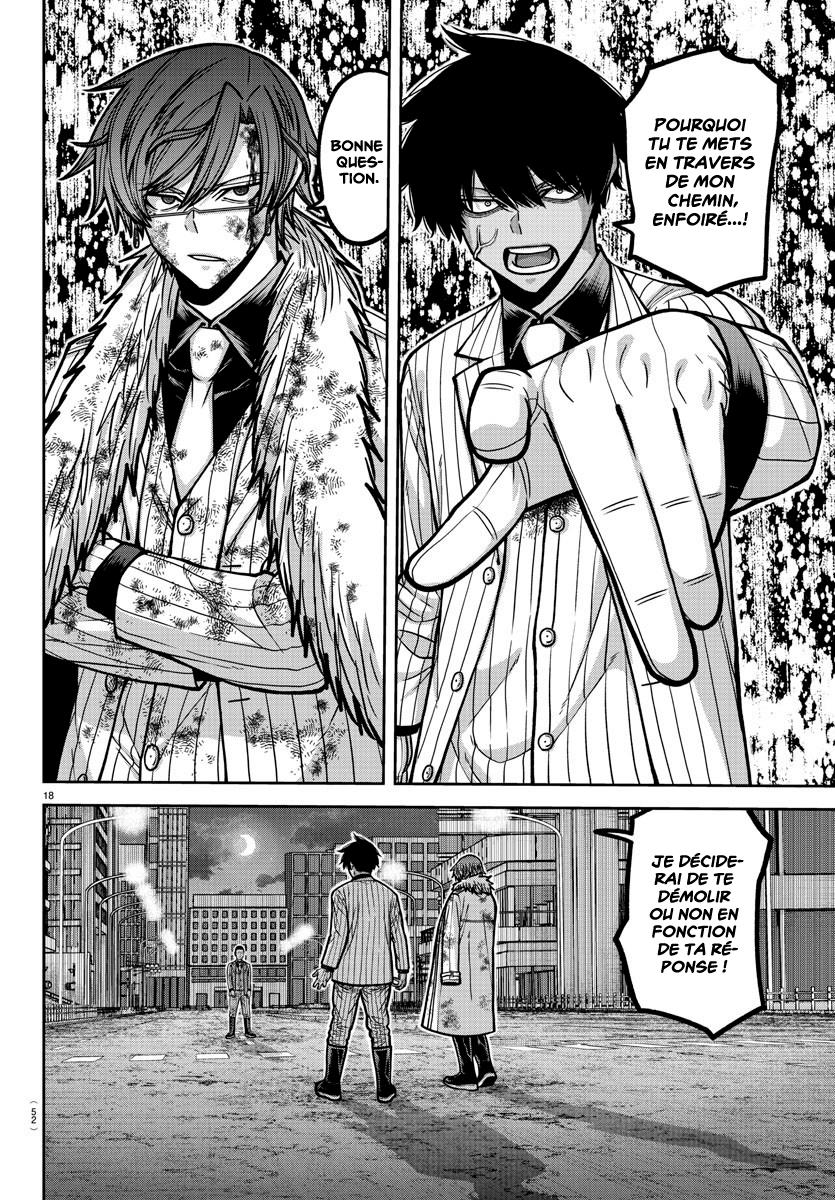 POURQUOI
TU TE METS
EN TRAVERS
DE MON
CHEMIN,
ENFOIRÉ...!
BONNE
QUES-
TION.
18
JE DÉCIDE-
RAI DE TE
DÉMOLIR
OU NON EN
FONCTION
DE TA RÉ-
PONSE !
(52)